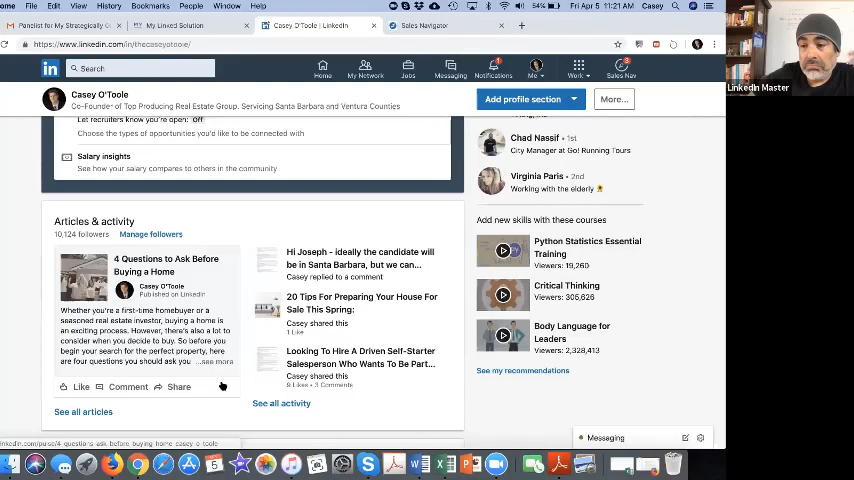 ome File Edit View History Bookmarks People Window Help 54% Fri Apr 5 11:21 AM Casey
Panelist for My Strategically C × My Linked Solution × Casey O'Toole | LinkedIn × Sales Navigator ×
https://www.linkedin.com/in/thecaseyotoole/
in Search
Home My Network Jobs Messaging Notifications Me Work Sales Nav
Casey O'Toole
Co-Founder of Top Producing Real Estate Group. Servicing Santa Barbara and Ventura Counties
Add profile section More...
Let recruiters know you're open: Off
Choose the types of opportunities you'd like to be connected with
Salary insights
See how your salary compares to others in the community
Articles & activity
10,124 followers Manage followers
4 Questions to Ask Before
Buying a Home
Casey O'Toole
Published on LinkedIn
Whether you're a first-time homebuyer or a
seasoned real estate investor, buying a home is
an exciting process. However, there's also a lot to
consider when you decide to buy. So before you
begin your search for the perfect property, here
are four questions you should ask you ...see more
Like Comment Share
See all articles
Hi Joseph - ideally the candidate will
be in Santa Barbara, but we can...
Casey replied to a comment
20 Tips For Preparing Your House For
Sale This Spring:
Casey shared this
1 Like
Looking To Hire A Driven Self-Starter
Salesperson Who Wants To Be Part...
Casey shared this
9 Likes • 3 Comments
See all activity
Chad Nassif • 1st
City Manager at Go! Running Tours
Virginia Paris • 2nd
Working with the elderly
Add new skills with these courses
Python Statistics Essential
Training
Viewers: 19,260
Critical Thinking
Viewers: 305,626
Body Language for
Leaders
Viewers: 2,328,413
See my recommendations
Messaging
inkedin.com/pulse/4_questions_ask_before_buying_home_casey_o_toole
LinkedIn Master